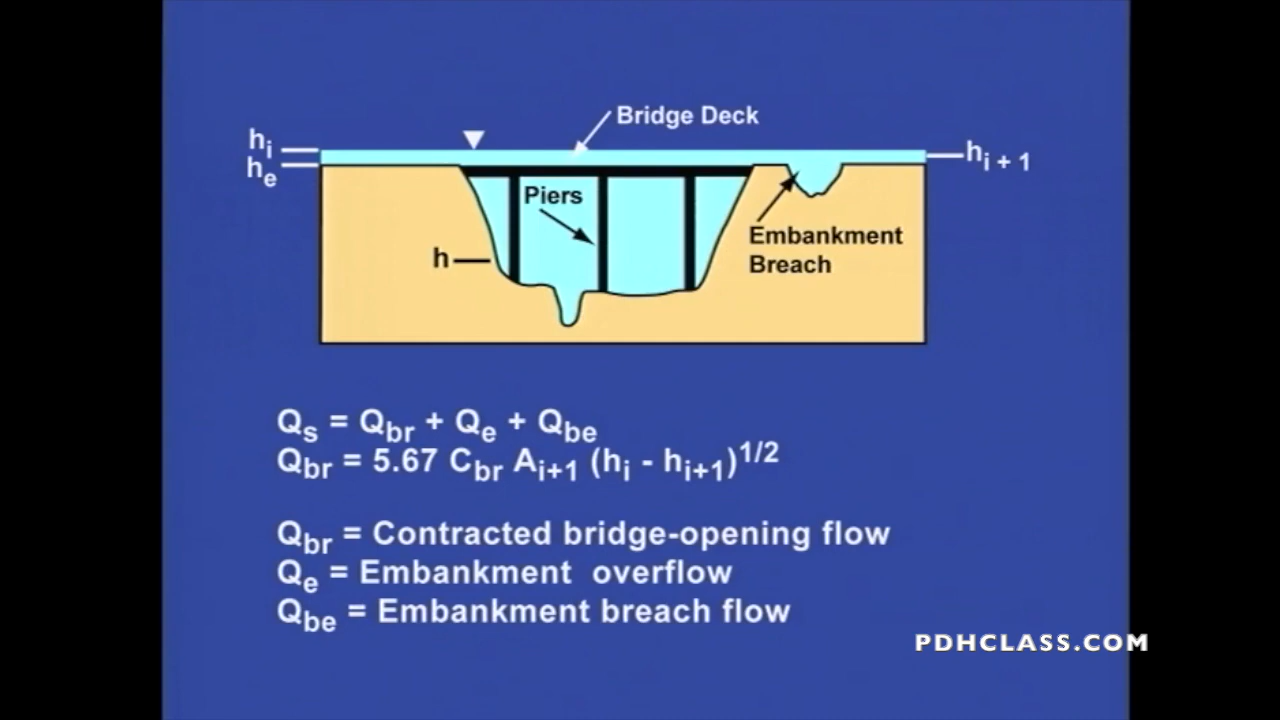 Bridge Deck
hi
he
hi + 1
Piers
h
Embankment
Breach
Qs = Qbr + Qe + Qbe
Qbr = 5.67 Cbr Ai+1 (hi - hi+1)1/2
Qbr = Contracted bridge-opening flow
Qe = Embankment overflow
Qbe = Embankment breach flow
PDHCLASS.COM